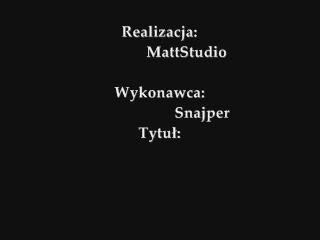 Realizacja:
MattStudio
Wykonawca:
Snajper
Tytuł: